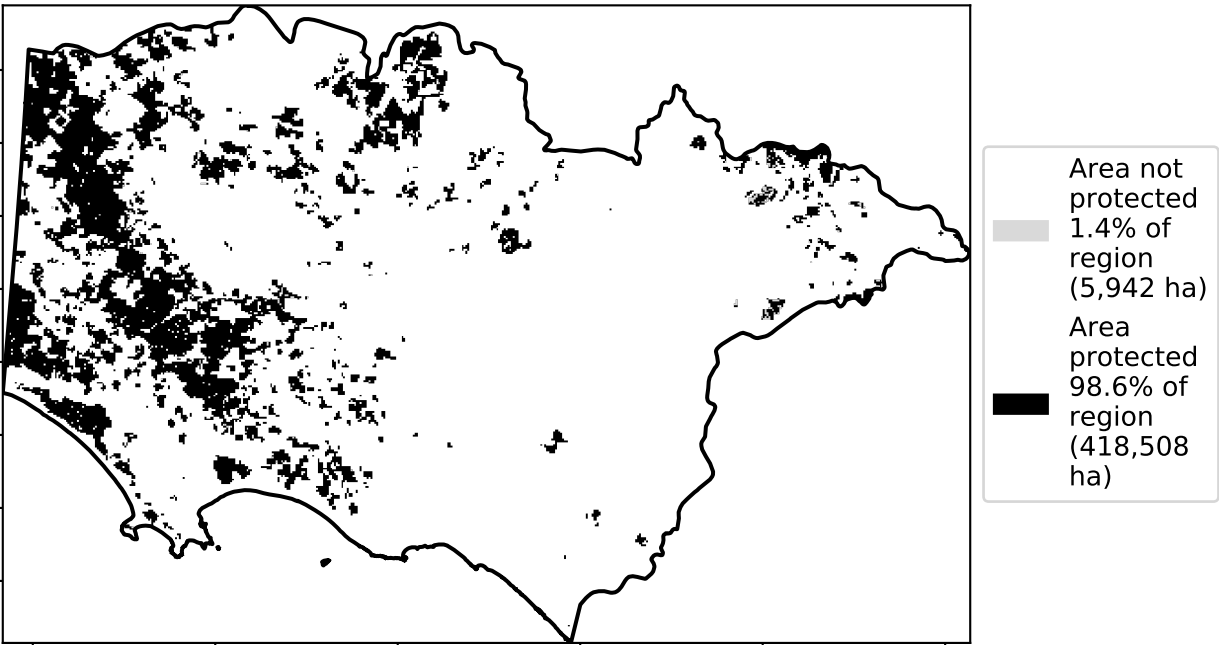 Area not
protected
1.4% of
region
(5,942 ha)
Area
protected
98.6% of
region
(418,508
ha)